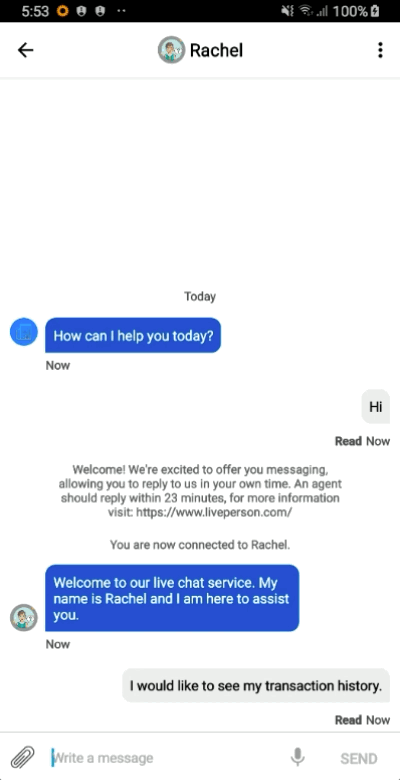 5:53
100%
Rachel
Today
How can I help you today?
Now
Hi
Read Now
Welcome! We're excited to offer you messaging,
allowing you to reply to us in your own time. An agent
should reply within 23 minutes, for more information
visit: https://www.liveperson.com/
You are now connected to Rachel.
Welcome to our live chat service. My
name is Rachel and I am here to assist
you.
Now
I would like to see my transaction history.
Read Now
Write a message
SEND